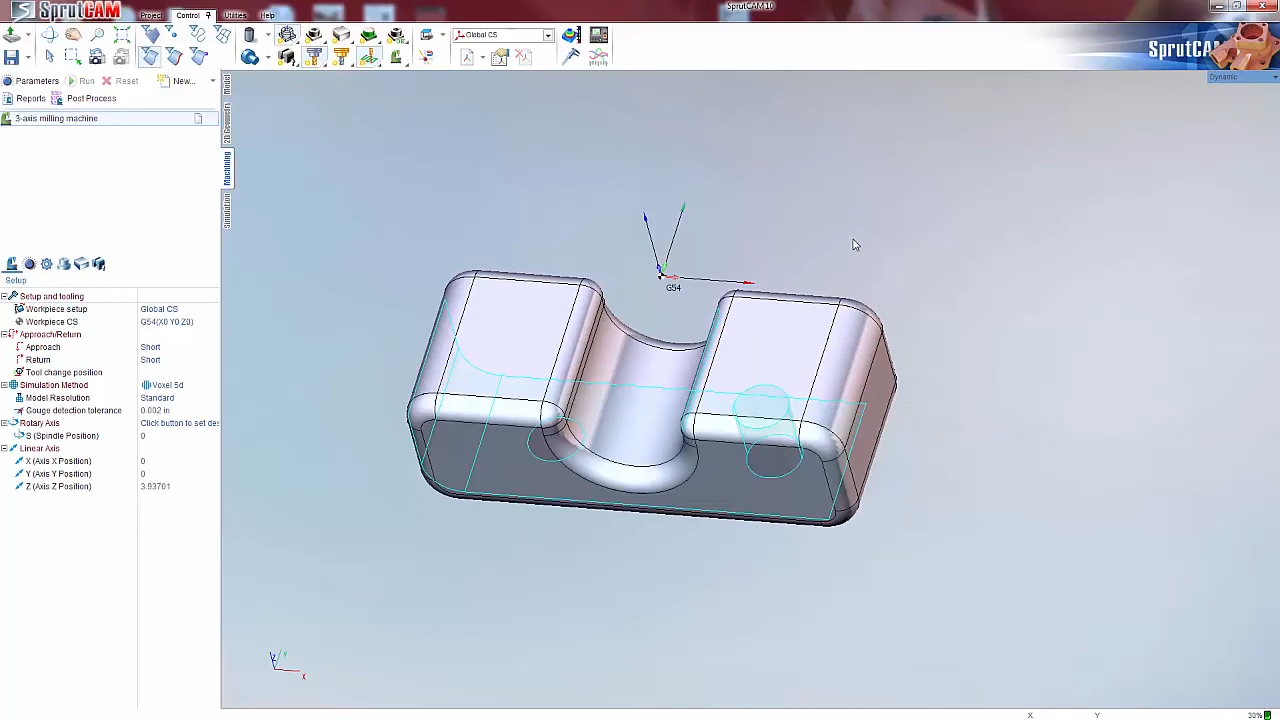 SprutCAM
SprutCAM 10
Project
Control
Utilities
Help
Global CS
SprutCA
Dynamic
Parameters
Run
Reset
New...
Reports
Post Process
3-axis milling machine
Model
2D Geometry
Machining
Simulation
Setup
Setup and tooling
Workpiece setup Global CS
Workpiece CS G54(X0 Y0 Z0)
Approach/Return
Approach Short
Return Short
Tool change position
Simulation Method Voxel 5d
Model Resolution Standard
Gouge detection tolerance 0.002 in
Rotary Axis Click button to set des
S (Spindle Position) 0
Linear Axis
X (Axis X Position) 0
Y (Axis Y Position) 0
Z (Axis Z Position) 3.93701
G54
Z
Y
X
X Y 30%